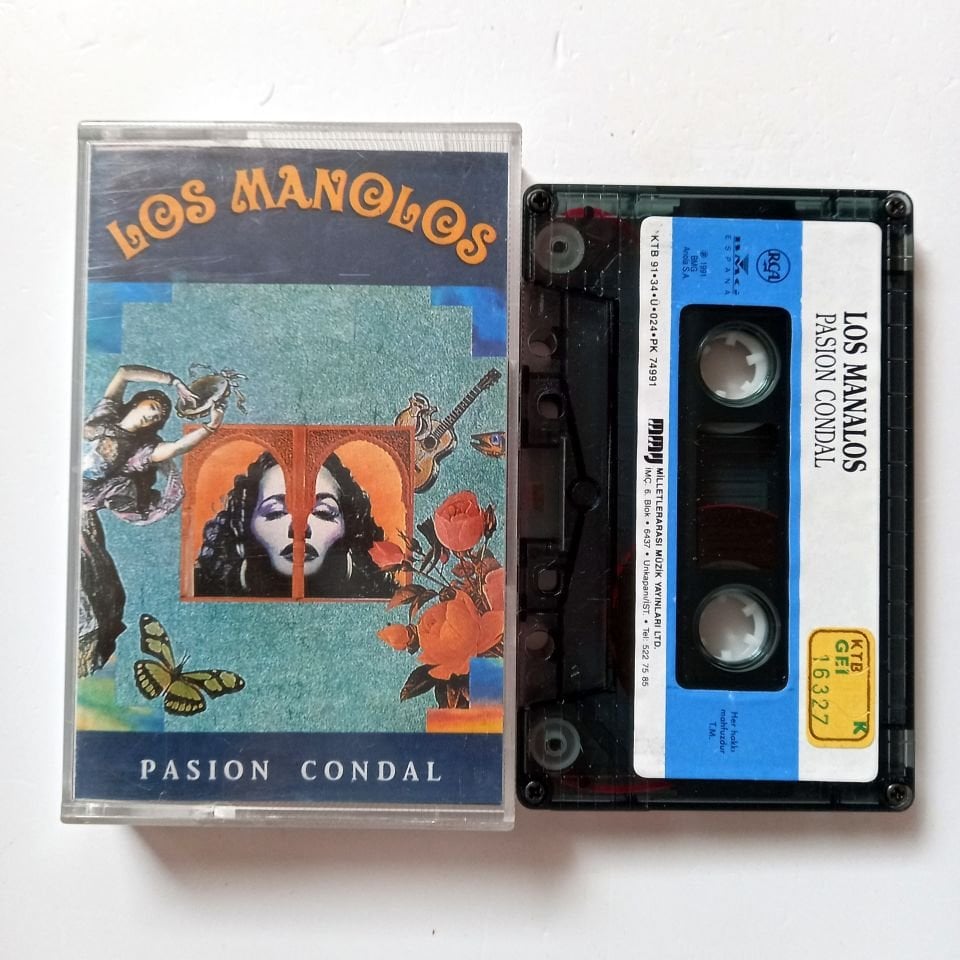 LOS MANOLOS
PASION CONDAL
LOS MANALOS
PASION CONDAL
RCA
BMG
ESPAÑA
℗ 1991
BMG
Ariola S.A.
KTB 91•34•Ü•024•PK 74991
MMY
MİLLETLERARASI MÜZİK YAYINLARI LTD.
İMÇ. 6. Blok • 6437 • Unkapanı/İST. • Tel: 522 75 85
Her hakkı
mahfuzdur
T.M.
KTB K
GEİ
16327